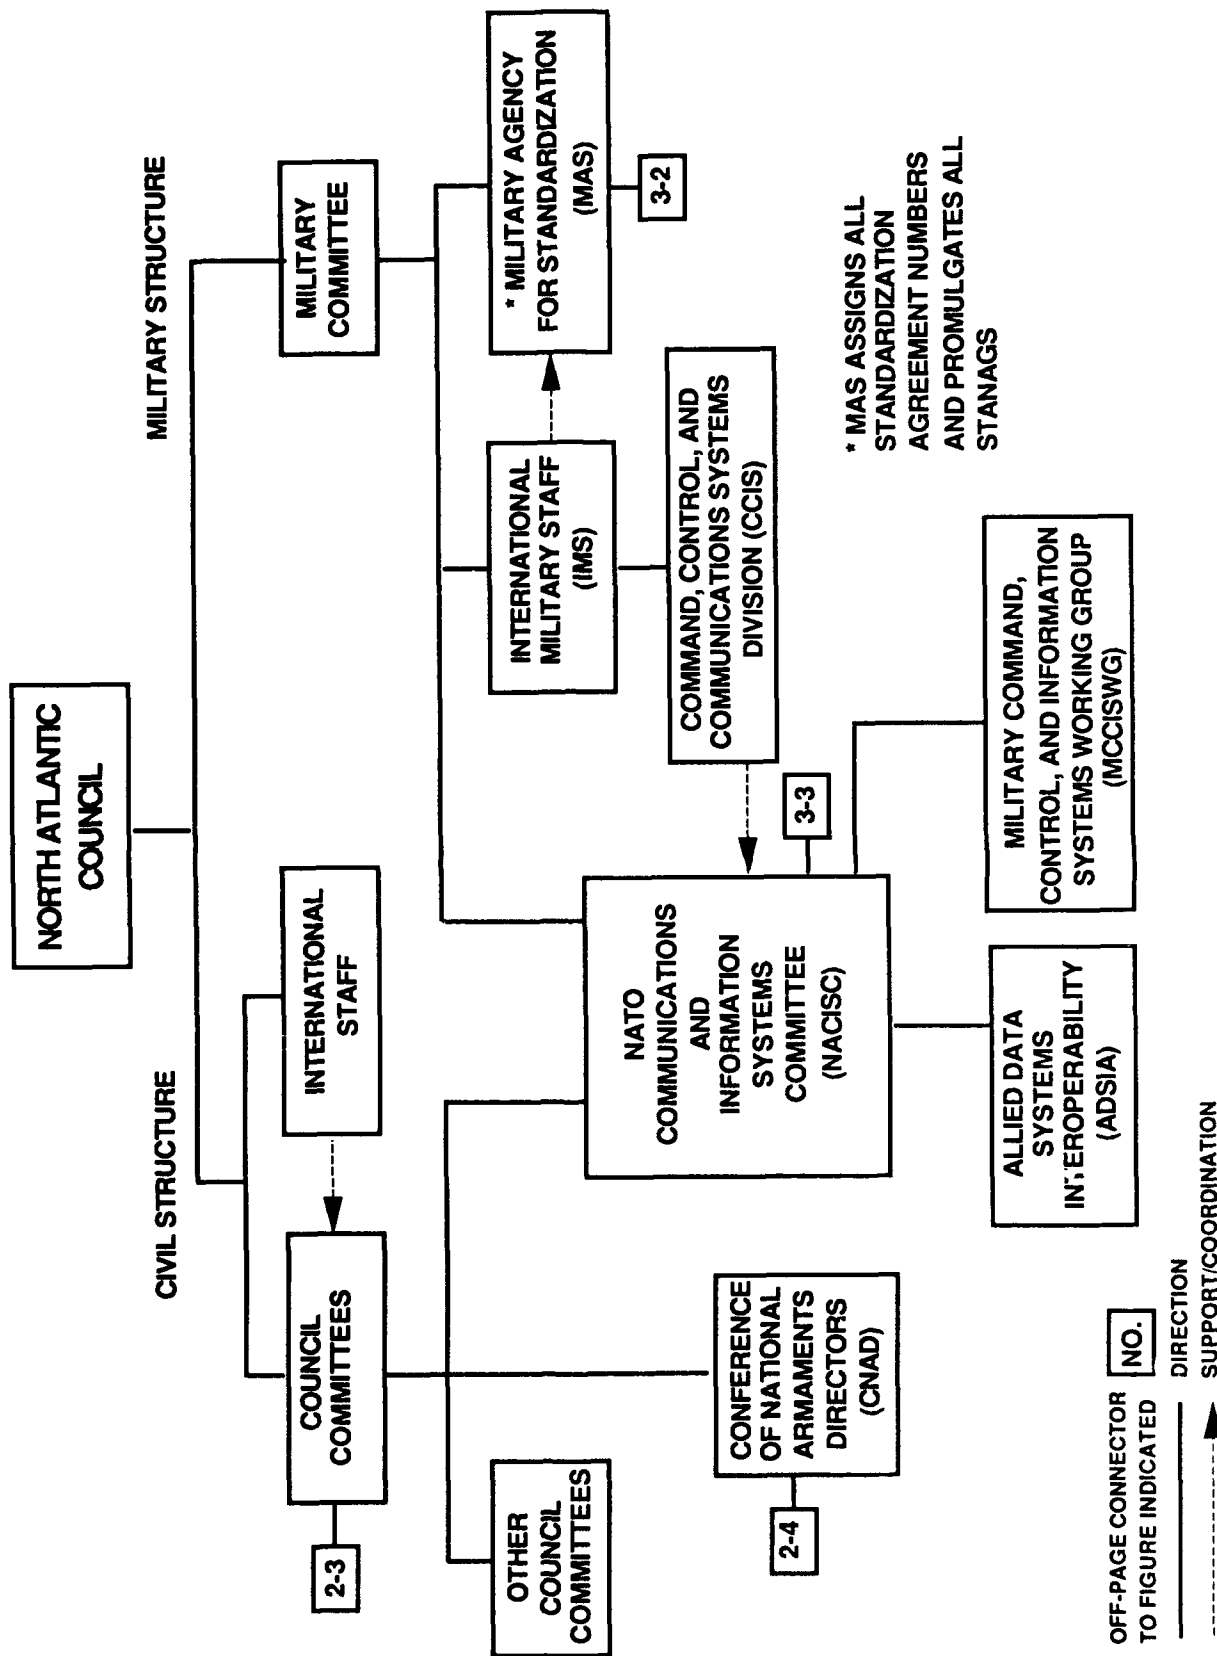 NORTH ATLANTIC
COUNCIL
CIVIL STRUCTURE
MILITARY STRUCTURE
COUNCIL
COMMITTEES
INTERNATIONAL
STAFF
MILITARY
COMMITTEE
2-3
OTHER
COUNCIL
COMMITTEES
INTERNATIONAL
MILITARY STAFF
(IMS)
* MILITARY AGENCY
FOR STANDARDIZATION
(MAS)
3-2
NATO
COMMUNICATIONS
AND
INFORMATION
SYSTEMS
COMMITTEE
(NACISC)
COMMAND, CONTROL, AND
COMMUNICATIONS SYSTEMS
DIVISION (CCIS)
CONFERENCE
OF NATIONAL
ARMAMENTS
DIRECTORS
(CNAD)
2-4
3-3
* MAS ASSIGNS ALL
STANDARDIZATION
AGREEMENT NUMBERS
AND PROMULGATES ALL
STANAGS
ALLIED DATA
SYSTEMS
INTEROPERABILITY
(ADSIA)
MILITARY COMMAND,
CONTROL, AND INFORMATION
SYSTEMS WORKING GROUP
(MCCISWG)
OFF-PAGE CONNECTOR
TO FIGURE INDICATED
NO.
DIRECTION
SUPPORT/COORDINATION